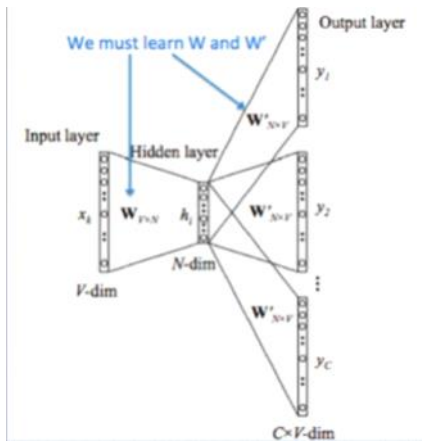 Output layer
We must learn W and W'
y₁
W'N×V
Input layer
Hidden layer
xₖ
WV×N
hᵢ
W'N×V
y₂
N-dim
V-dim
W'N×V
yC
C×V-dim